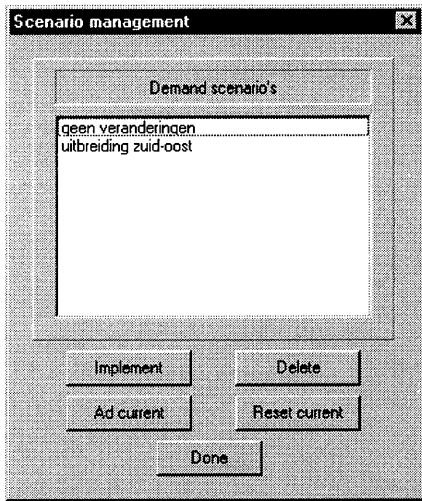 Scenario management
Demand scenario's
geen veranderingen
uitbreiding zuid-oost
Implement
Delete
Ad current
Reset current
Done